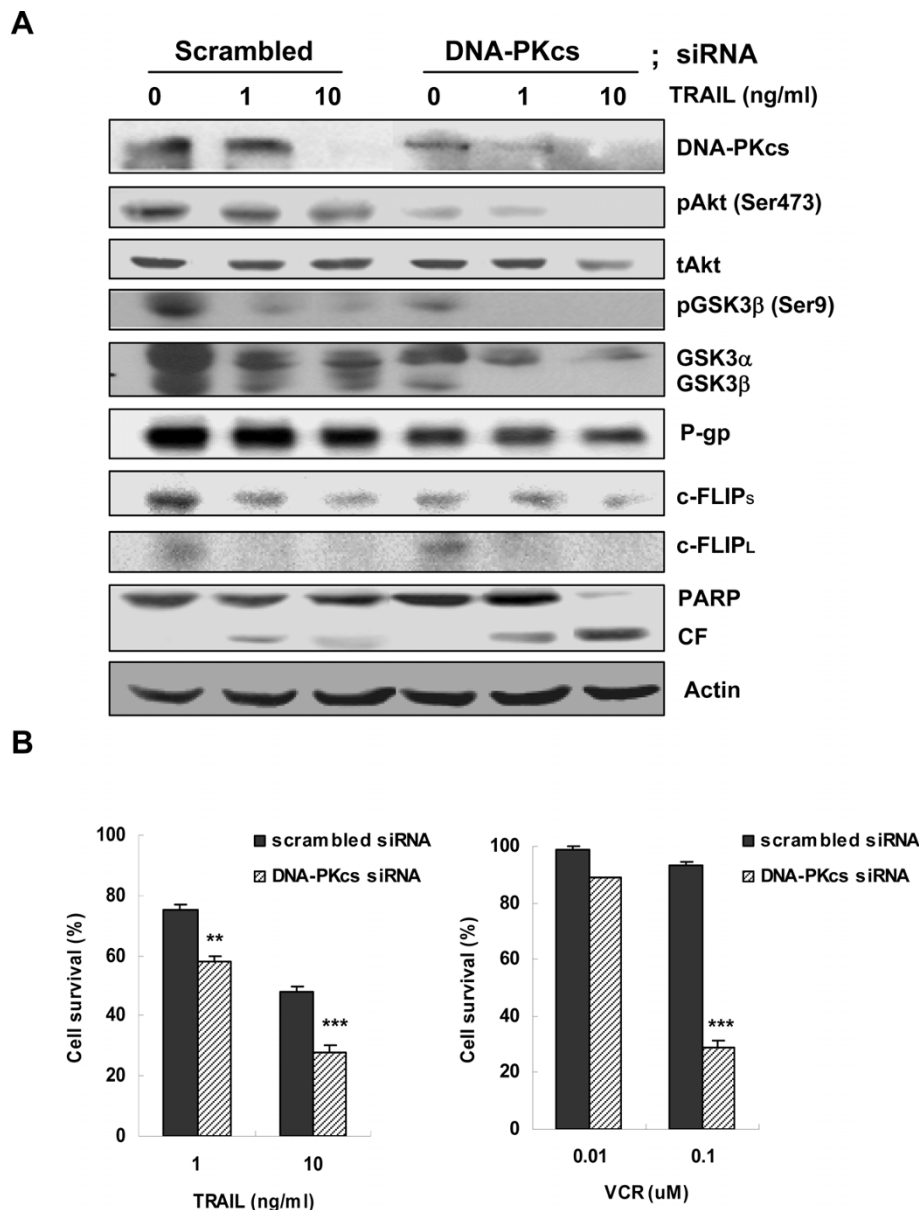 A
Scrambled DNA-PKcs ; siRNA
0 1 10 0 1 10 TRAIL (ng/ml)
DNA-PKcs
pAkt (Ser473)
tAkt
pGSK3β (Ser9)
GSK3α
GSK3β
P-gp
c-FLIPS
c-FLIPL
PARP
CF
Actin
B
100
80
60
40
20
0
Cell survival (%)
scrambled siRNA
DNA-PKcs siRNA
**
***
1 10
TRAIL (ng/ml)
100
80
60
40
20
0
Cell survival (%)
scrambled siRNA
DNA-PKcs siRNA
***
0.01 0.1
VCR (uM)